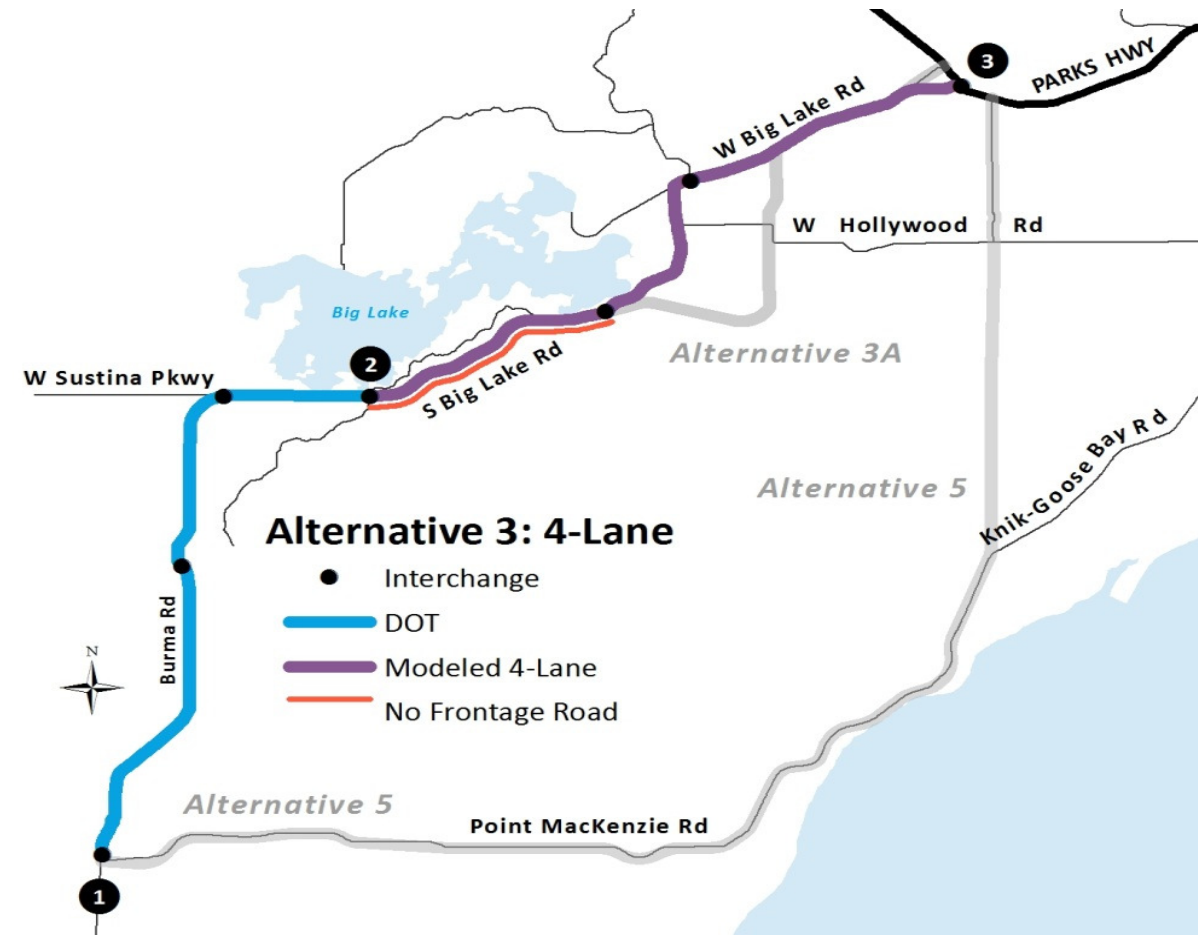 3
PARKS HWY
W Big Lake Rd
W Hollywood Rd
Big Lake
2
Alternative 3A
W Sustina Pkwy
S Big Lake Rd
Alternative 5
Knik-Goose Bay Rd
Alternative 3: 4-Lane
Interchange
DOT
Modeled 4-Lane
No Frontage Road
Burma Rd
N
Alternative 5
Point MacKenzie Rd
1